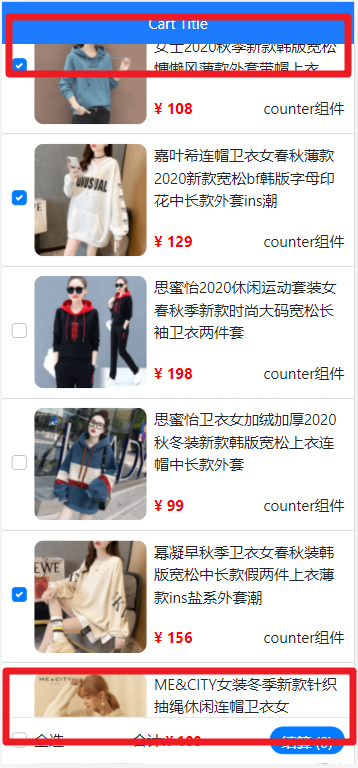 Cart Title
女士2020秋季新款韩版宽松
慵懒风薄款外套带帽上衣
¥ 108
counter组件
嘉叶希连帽卫衣女春秋薄款
2020新款宽松bf韩版字母印
花中长款外套ins潮
¥ 129
counter组件
思蜜怡2020休闲运动套装女
春秋季新款时尚大码宽松长
袖卫衣两件套
¥ 198
counter组件
思蜜怡卫衣女加绒加厚2020
秋冬装新款韩版宽松上衣连
帽中长款外套
¥ 99
counter组件
幂凝早秋季卫衣女春秋装韩
版宽松中长款假两件上衣薄
款ins盐系外套
¥ 156
counter组件
ME&CITY
ME&CITY女装冬季新款针织
抽绳休闲连帽卫衣女
全选
合计:¥
结算